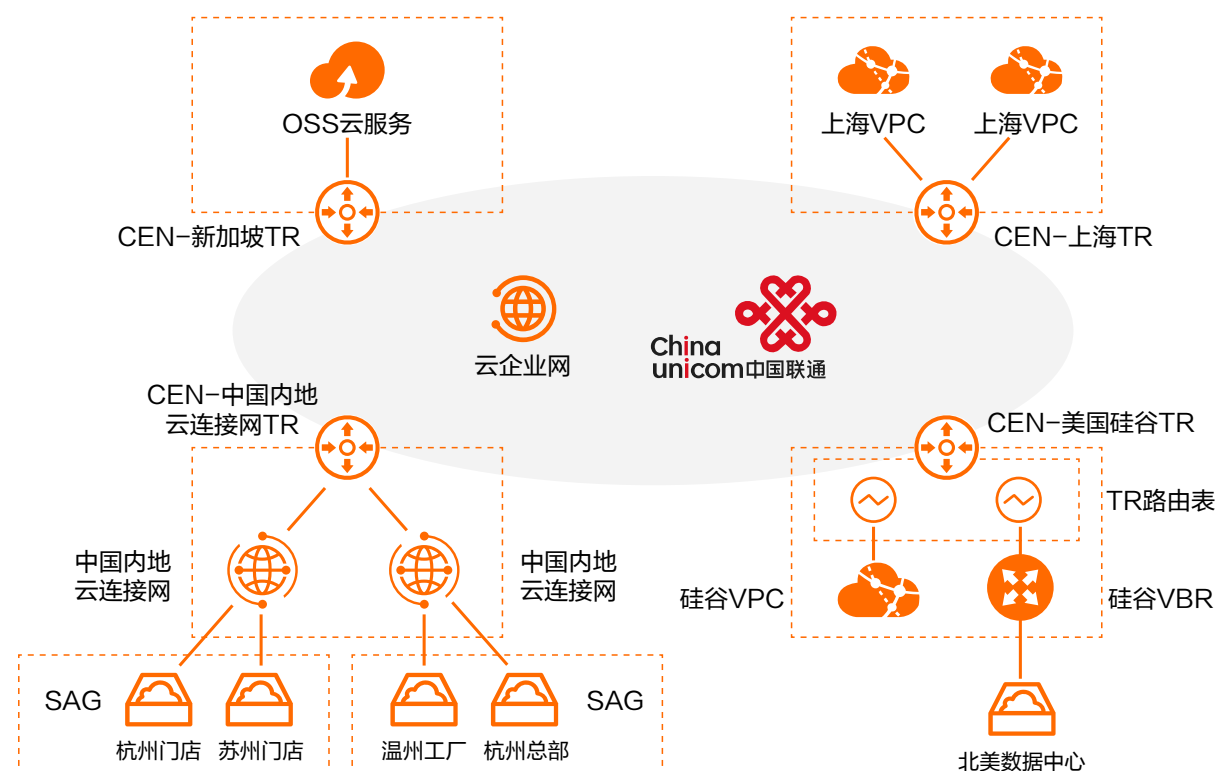 OSS云服务
上海VPC
上海VPC
CEN-新加坡TR
CEN-上海TR
云企业网
China
unicom中国联通
CEN-中国内地
云连接网TR
CEN-美国硅谷TR
TR路由表
中国内地
云连接网
中国内地
云连接网
硅谷VPC
硅谷VBR
SAG
SAG
杭州门店
苏州门店
温州工厂
杭州总部
北美数据中心